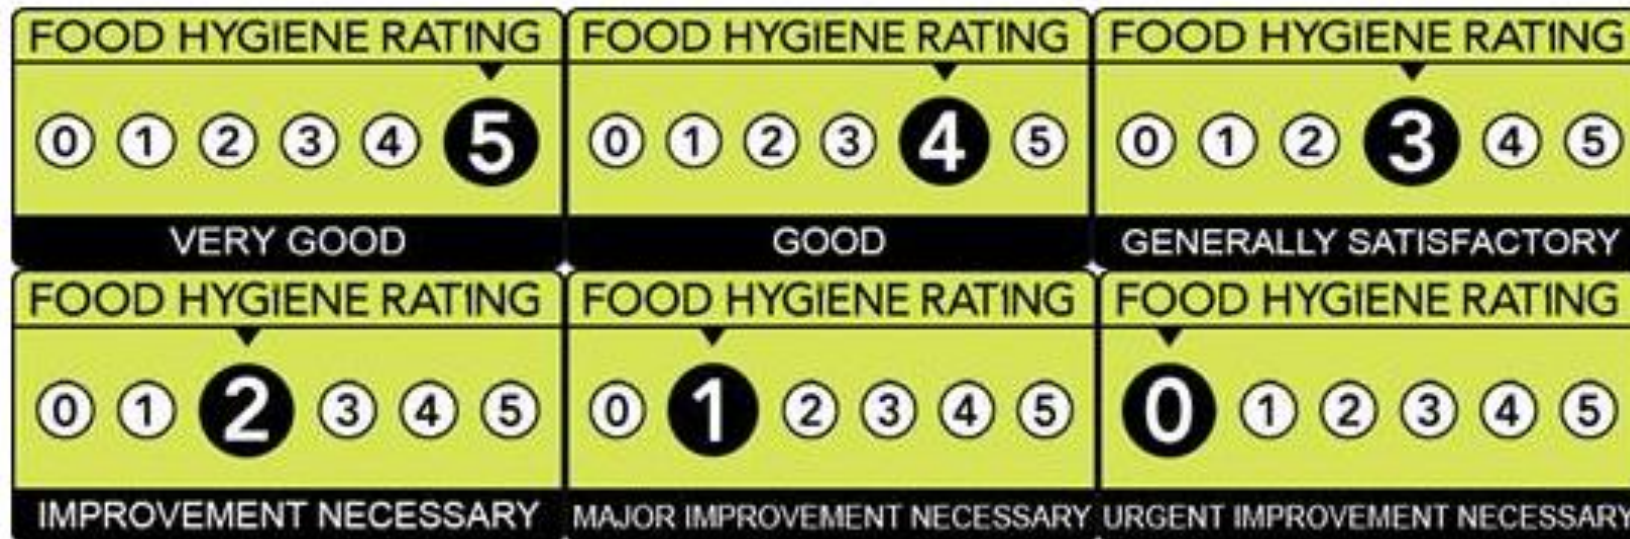 FOOD HYGIENE RATING
0 1 2 3 4 5
VERY GOOD
FOOD HYGIENE RATING
0 1 2 3 4 5
GOOD
FOOD HYGIENE RATING
0 1 2 3 4 5
GENERALLY SATISFACTORY
FOOD HYGIENE RATING
0 1 2 3 4 5
IMPROVEMENT NECESSARY
FOOD HYGIENE RATING
0 1 2 3 4 5
MAJOR IMPROVEMENT NECESSARY
FOOD HYGIENE RATING
0 1 2 3 4 5
URGENT IMPROVEMENT NECESSARY